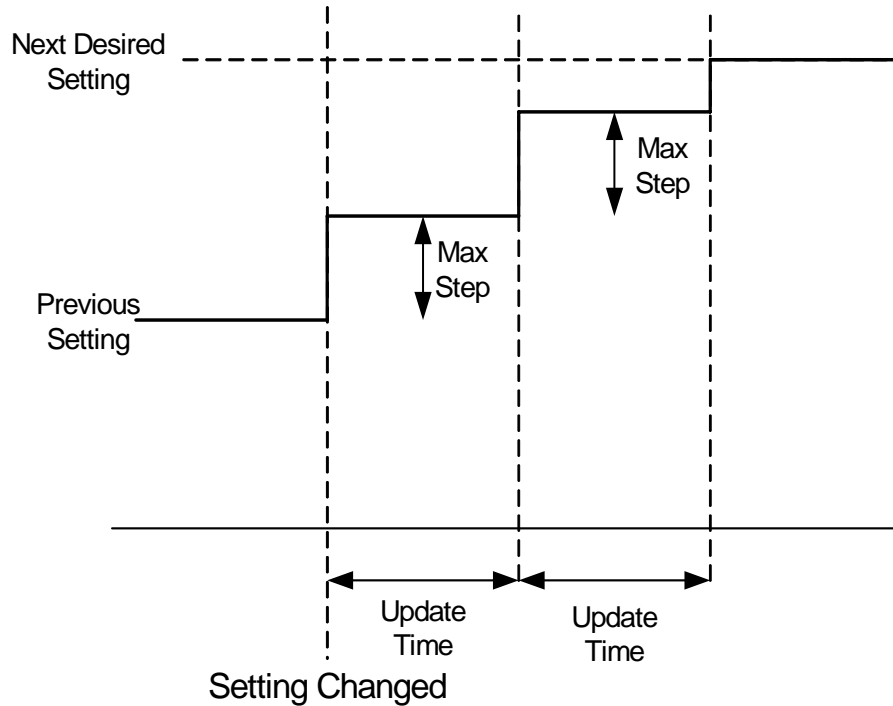 Next Desired
Setting
Max
Step
Max
Step
Previous
Setting
Update
Time
Update
Time
Setting Changed